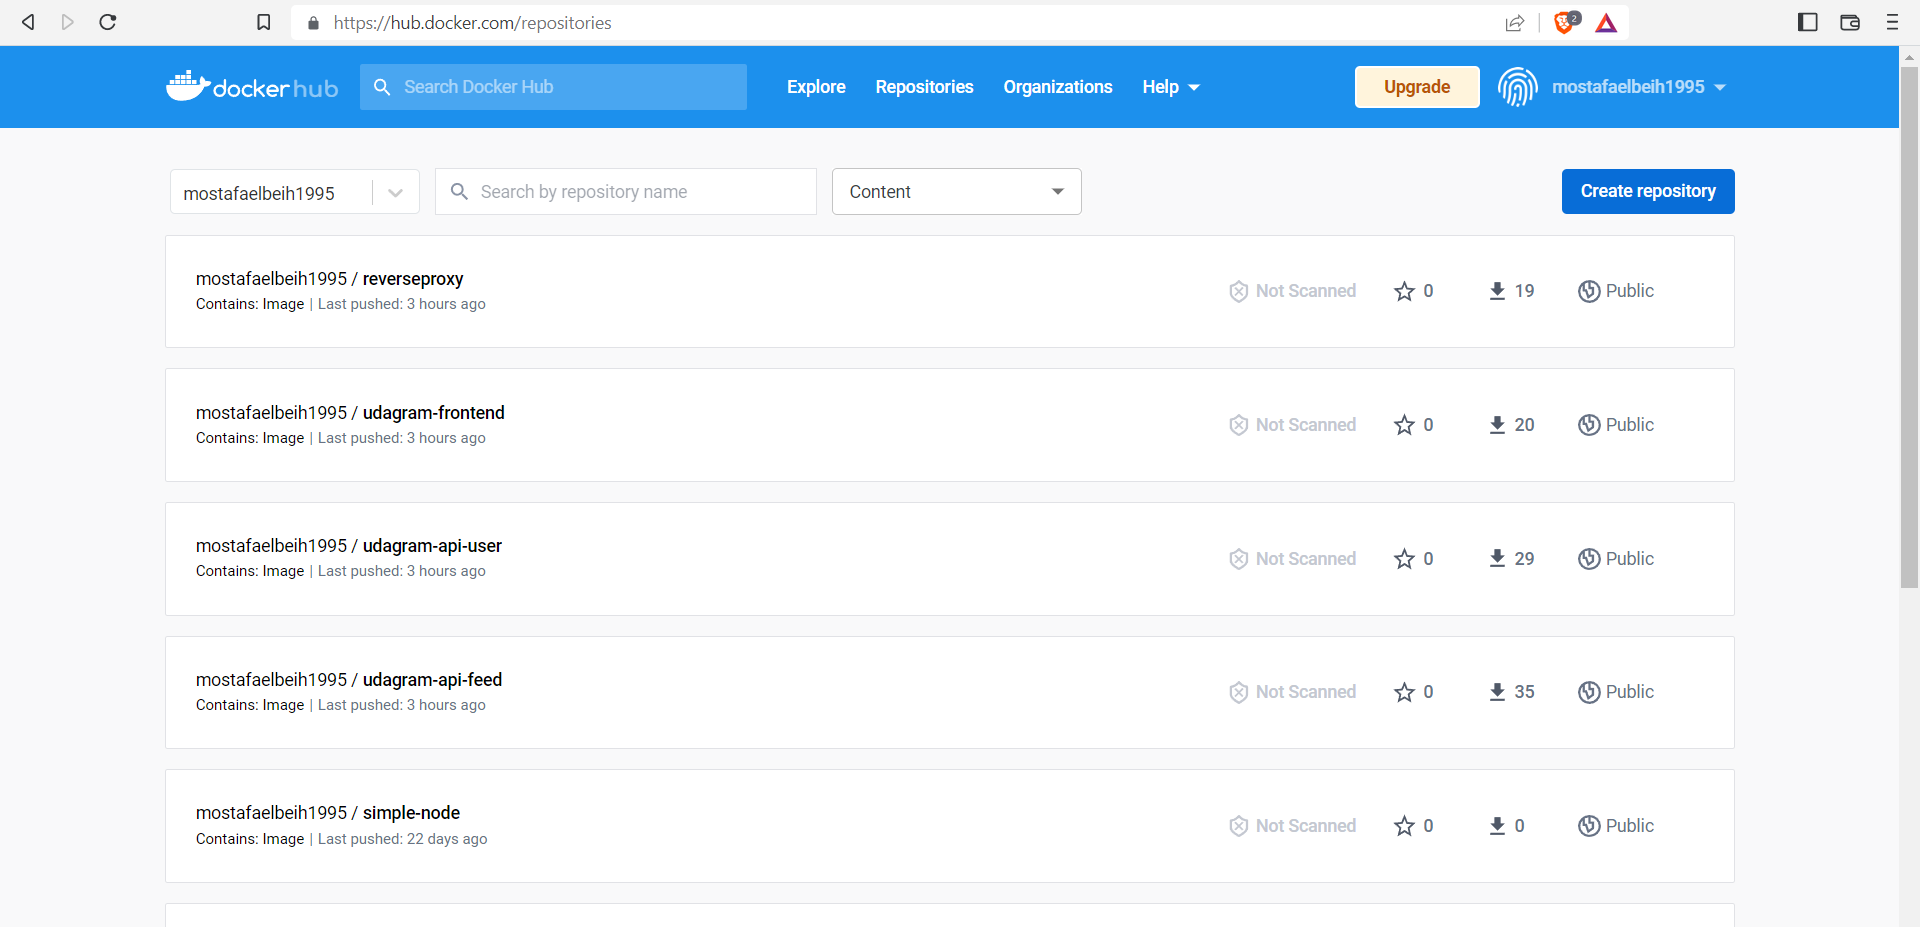 https://hub.docker.com/repositories
2
docker hub
Search Docker Hub
Explore
Repositories
Organizations
Help
Upgrade
mostafaelbeih1995
mostafaelbeih1995
Search by repository name
Content
Create repository
mostafaelbeih1995 / reverseproxy
Contains: Image | Last pushed: 3 hours ago
Not Scanned
0
19
Public
mostafaelbeih1995 / udagram-frontend
Contains: Image | Last pushed: 3 hours ago
Not Scanned
0
20
Public
mostafaelbeih1995 / udagram-api-user
Contains: Image | Last pushed: 3 hours ago
Not Scanned
0
29
Public
mostafaelbeih1995 / udagram-api-feed
Contains: Image | Last pushed: 3 hours ago
Not Scanned
0
35
Public
mostafaelbeih1995 / simple-node
Contains: Image | Last pushed: 22 days ago
Not Scanned
0
0
Public